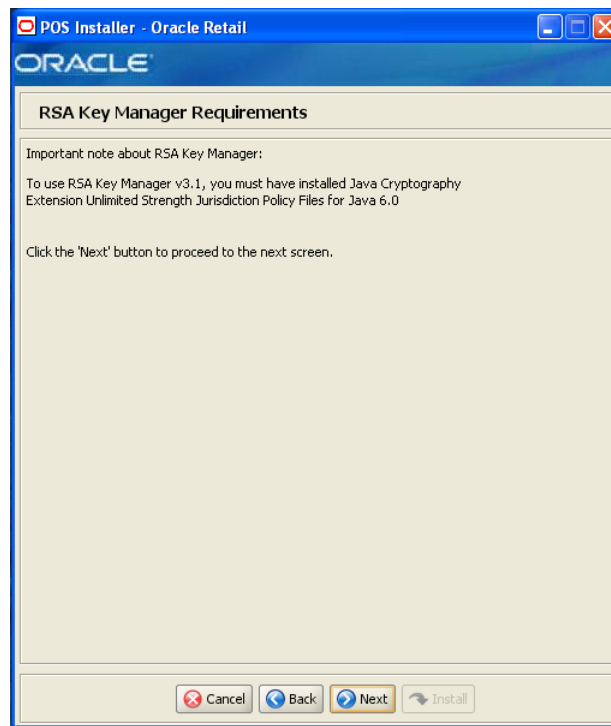 POS Installer - Oracle Retail
ORACLE
RSA Key Manager Requirements
Important note about RSA Key Manager:
To use RSA Key Manager v3.1, you must have installed Java Cryptography
Extension Unlimited Strength Jurisdiction Policy Files for Java 6.0
Click the 'Next' button to proceed to the next screen.
Cancel Back Next Install